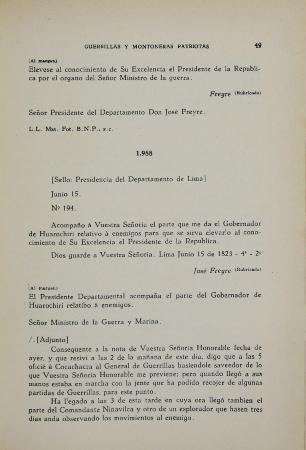 GUERRILLAS Y MONTONERAS PATRIOTAS 49
[Al margen]
Elevese al conocimiento de Su Excelencia el Presidente de la Republi-
ca por el organo del Señor Ministro de la guerra.
Freyre (Rubricado)
Señor Presidente del Departamento Don José Freyre.
L.L. Mss. Fot. B.N.P., s.c.
1.988
[Sello: Presidencia del Departamento de Lima]
Junio 15.
Nº 194.
Acompaño á Vuestra Señoria el parte que me da el Gobernador
de Huarochiri relativo à enemigos para que se sirva elevarlo al cono-
cimiento de Su Excelencia el Presidente de la Republica.
Dios guarde a Vuestra Señoria. Lima Junio 15 de 1823 - 4º - 2º
José Freyre (Rubricado)
[Al margen]
El Presidente Departamental acompaña el parte del Gobernador de
Huarochiri relatibo â enemigos.
Señor Ministro de la Guerra y Marina.
/.[Adjunto]
Consequente a la nota de Vuestra Señoria Honorable fecha de
ayer, y que resivi a las 2 de la mañana de este dia, digo que a las 5
oficié à Cocachacra al General de Guerrillas hasiendole saveedor de lo
que Vuestra Señoria Honorable me previene; pero quando llegó a sus
manos estaba en marcha con la jente que ha podido recojer de algunas
partidas de Guerrillas, para este punto.
Ha llegado a las 3 de esta tarde en cuya ora llegó tambien el
parte del Comandante Ninavilca y otro de un explorador que hasen tres
dias anda observando los movimientos al enemigo.